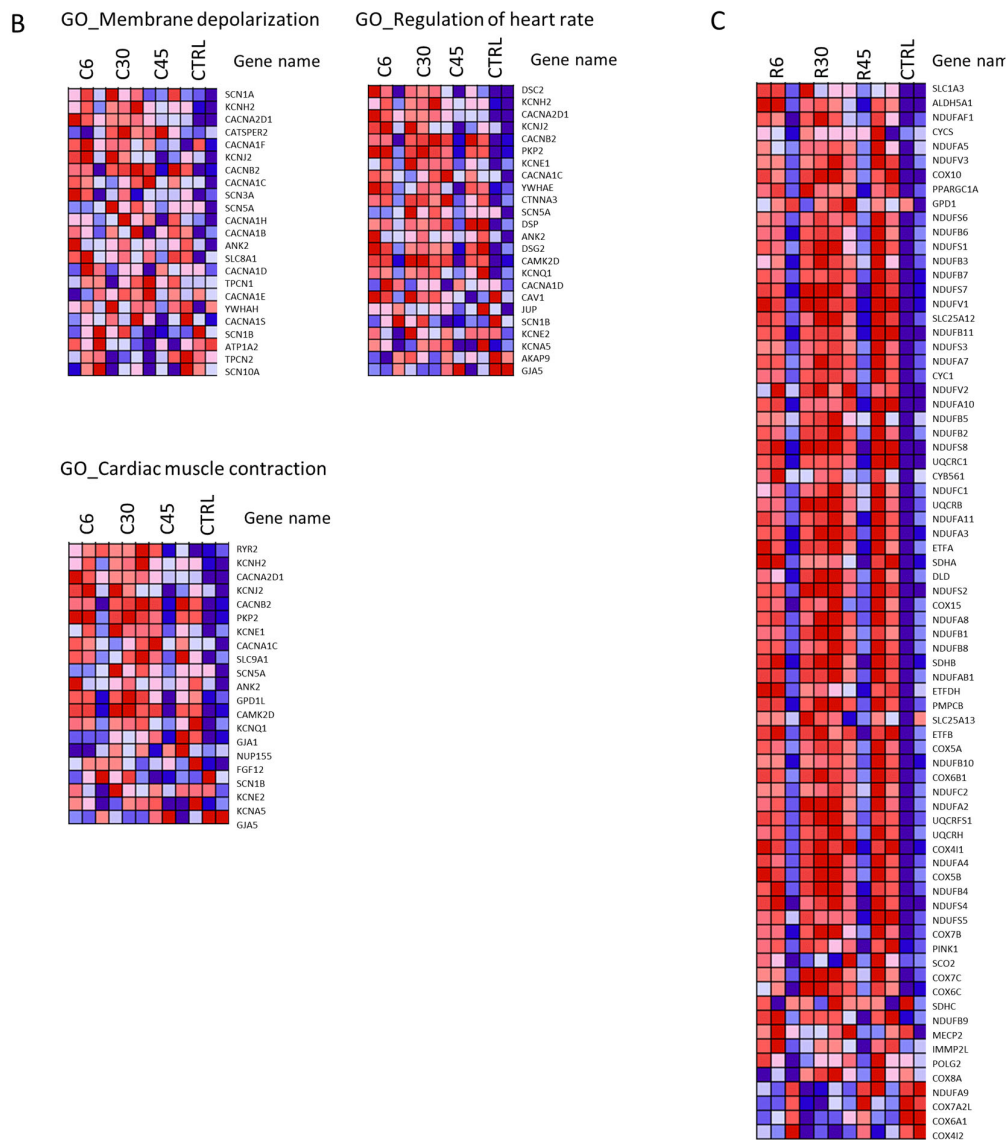 B
GO_Membrane depolarization
C6 C30 C45 CTRL Gene name
SCN1A
KCNH2
CACNA2D1
CATSPER2
CACNA1F
KCNJ2
CACNB2
CACNA1C
SCN3A
SCN5A
CACNA1H
CACNA1B
ANK2
SLC8A1
CACNA1D
TPCN1
CACNA1E
YWHAH
CACNA1S
SCN1B
ATP1A2
TPCN2
SCN10A
GO_Regulation of heart rate
C6 C30 C45 CTRL Gene name
DSC2
KCNH2
CACNA2D1
KCNJ2
CACNB2
PKP2
KCNE1
CACNA1C
YWHAE
CTNNA3
SCN5A
DSP
ANK2
DSG2
CAMK2D
KCNQ1
CACNA1D
CAV1
JUP
SCN1B
KCNE2
KCNA5
AKAP9
GJA5
GO_Cardiac muscle contraction
C6 C30 C45 CTRL Gene name
RYR2
KCNH2
CACNA2D1
KCNJ2
CACNB2
PKP2
KCNE1
CACNA1C
SLC9A1
SCN5A
ANK2
GPD1L
CAMK2D
KCNQ1
GJA1
NUP155
FGF12
SCN1B
KCNE2
KCNA5
GJA5
C
R6 R30 R45 CTRL Gene name
SLC1A3
ALDH5A1
NDUFAF1
CYCS
NDUFA5
NDUFV3
COX10
PPARGC1A
GPD1
NDUFS6
NDUFB6
NDUFS1
NDUFB3
NDUFB7
NDUFS7
NDUFV1
SLC25A12
NDUFB11
NDUFS3
NDUFA7
CYC1
NDUFV2
NDUFA10
NDUFB5
NDUFB2
NDUFS8
UQCRC1
CYB561
NDUFC1
UQCRB
NDUFA11
NDUFA3
ETFA
SDHA
DLD
NDUFS2
COX15
NDUFA8
NDUFB1
NDUFB8
SDHB
NDUFAB1
ETFDH
PMPCB
SLC25A13
ETFB
COX5A
NDUFB10
COX6B1
NDUFC2
NDUFA2
UQCRFS1
UQCRH
COX4I1
NDUFA4
COX5B
NDUFB4
NDUFS4
NDUFS5
COX7B
PINK1
SCO2
COX7C
COX6C
SDHC
NDUFB9
MECP2
IMMP2L
POLG2
COX8A
NDUFA9
COX7A2L
COX6A1
COX4I2